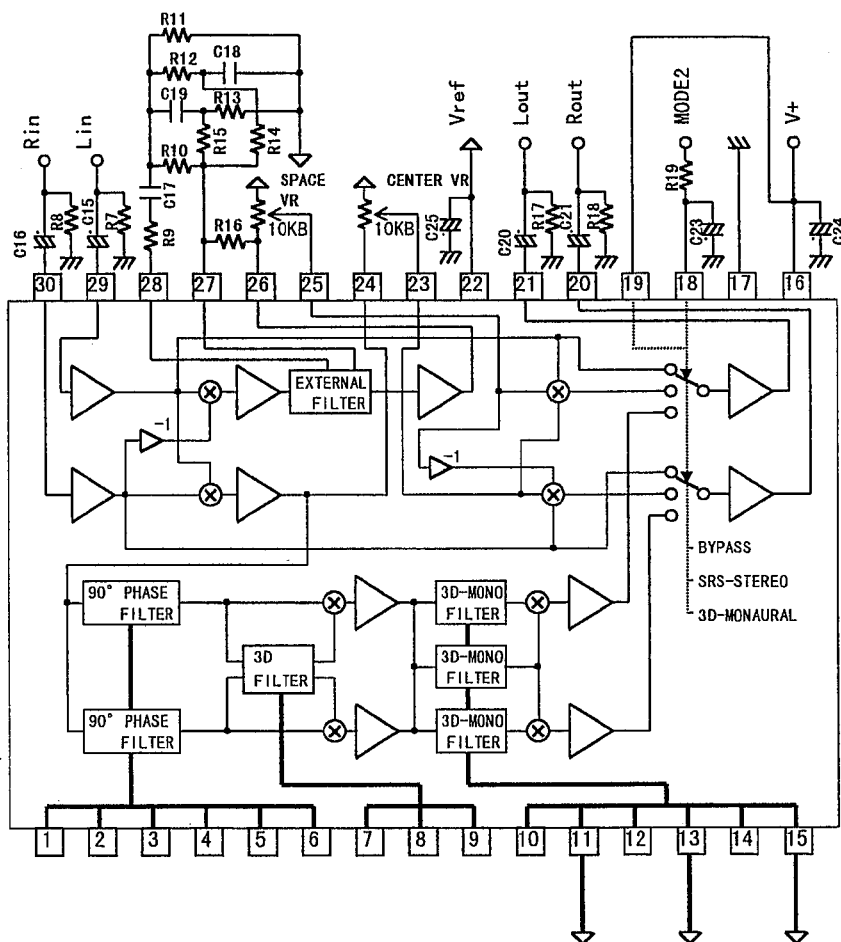 R11
R12
C18
C19
R13
R15
R14
R10
C17
R9
Rin
Lin
C16
R8
C15
R7
SPACE
VR
10KB
R16
CENTER VR
10KB
Vref
C25
Lout
Rout
C20
R17
C21
R18
MODE2
R19
C23
V+
C24
30
29
28
27
26
25
24
23
22
21
20
19
18
17
16
EXTERNAL
FILTER
-1
-1
BYPASS
SRS-STEREO
3D-MONAURAL
90° PHASE
FILTER
3D
FILTER
3D-MONO
FILTER
3D-MONO
FILTER
90° PHASE
FILTER
3D-MONO
FILTER
1
2
3
4
5
6
7
8
9
10
11
12
13
14
15